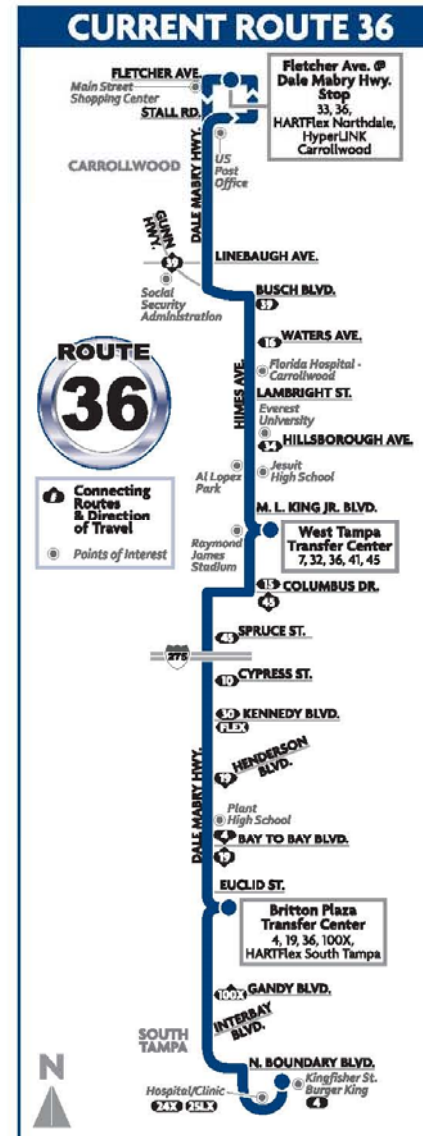 CURRENT ROUTE 36
FLETCHER AVE.
Main Street
Shopping Center
STALL RD.
Fletcher Ave. @
Dale Mabry Hwy.
Stop
33, 36,
HARTFlex Northdale,
HyperLINK
Carrollwood
US
Post
Office
CARROLLWOOD
DALE MABRY HWY.
GUNN
HWY.
39
LINEBAUGH AVE.
Social
Security
Administration
BUSCH BLVD.
39
16 WATERS AVE.
Florida Hospital -
Carrollwood
ROUTE
36
HIMES AVE.
LAMBRIGHT ST.
Everest
University
34 HILLSBOROUGH AVE.
Al Lopez
Park
Jesuit
High School
Connecting
Routes
& Direction
of Travel
Points of Interest
M. L. KING JR. BLVD.
Raymond
James
Stadium
West Tampa
Transfer Center
7, 32, 36, 41, 45
15 COLUMBUS DR.
45
45 SPRUCE ST.
275
10 CYPRESS ST.
30 KENNEDY BLVD.
FLEX
DALE MABRY HWY.
19 HENDERSON
BLVD.
Plant
High School
4
BAY TO BAY BLVD.
19
EUCLID ST.
Britton Plaza
Transfer Center
4, 19, 36, 100X,
HARTFlex South Tampa
100X GANDY BLVD.
INTERBAY
BLVD.
SOUTH
TAMPA
N. BOUNDARY BLVD.
N
Hospital/Clinic
24X 25LX
Kingfisher St.
Burger King
4